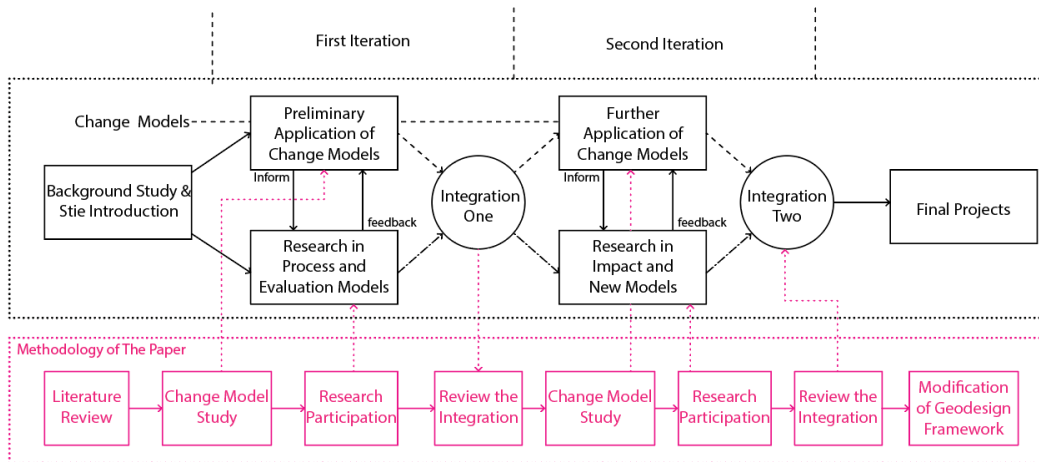 First Iteration
Second Iteration
Change Models
Preliminary
Application of
Change Models
Further
Application of
Change Models
Inform
feedback
Inform
feedback
Background Study &
Stie Introduction
Integration
One
Integration
Two
Final Projects
Research in
Process and
Evaluation Models
Research in
Impact and
New Models
Methodology of The Paper
Literature
Review
Change Model
Study
Research
Participation
Review the
Integration
Change Model
Study
Research
Participation
Review the
Integration
Modification
of Geodesign
Framework